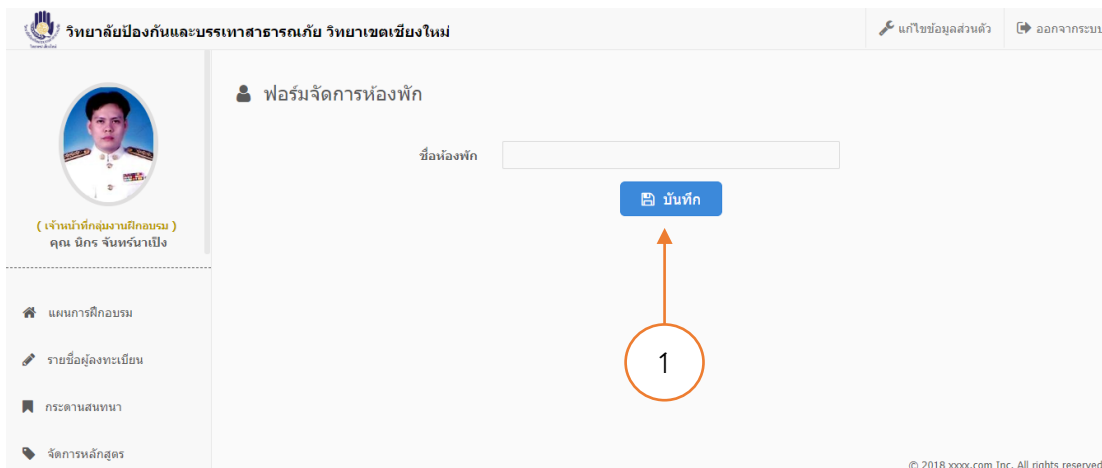 วิทยาลัยป้องกันและบรรเทาสาธารณภัย วิทยาเขตเชียงใหม่
แก้ไขข้อมูลส่วนตัว
ออกจากระบบ
ฟอร์มจัดการห้องพัก
ชื่อห้องพัก
บันทึก
( เจ้าหน้าที่กลุ่มงานฝึกอบรม )
คุณ นิกร จันทร์นาเปิง
แผนการฝึกอบรม
รายชื่อผู้ลงทะเบียน
1
กระดานสนทนา
จัดการหลักสูตร
© 2018 xxxx.com Inc. All rights reserved